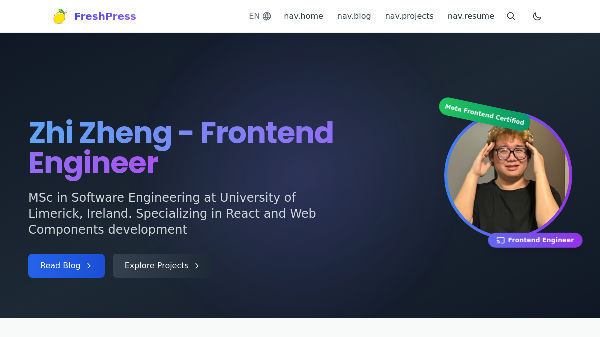 FreshPress
EN
nav.home
nav.blog
nav.projects
nav.resume
Meta Frontend Certified
Zhi Zheng - Frontend
Engineer
MSc in Software Engineering at University of
Limerick, Ireland. Specializing in React and Web
Components development
Frontend Engineer
Read Blog
Explore Projects